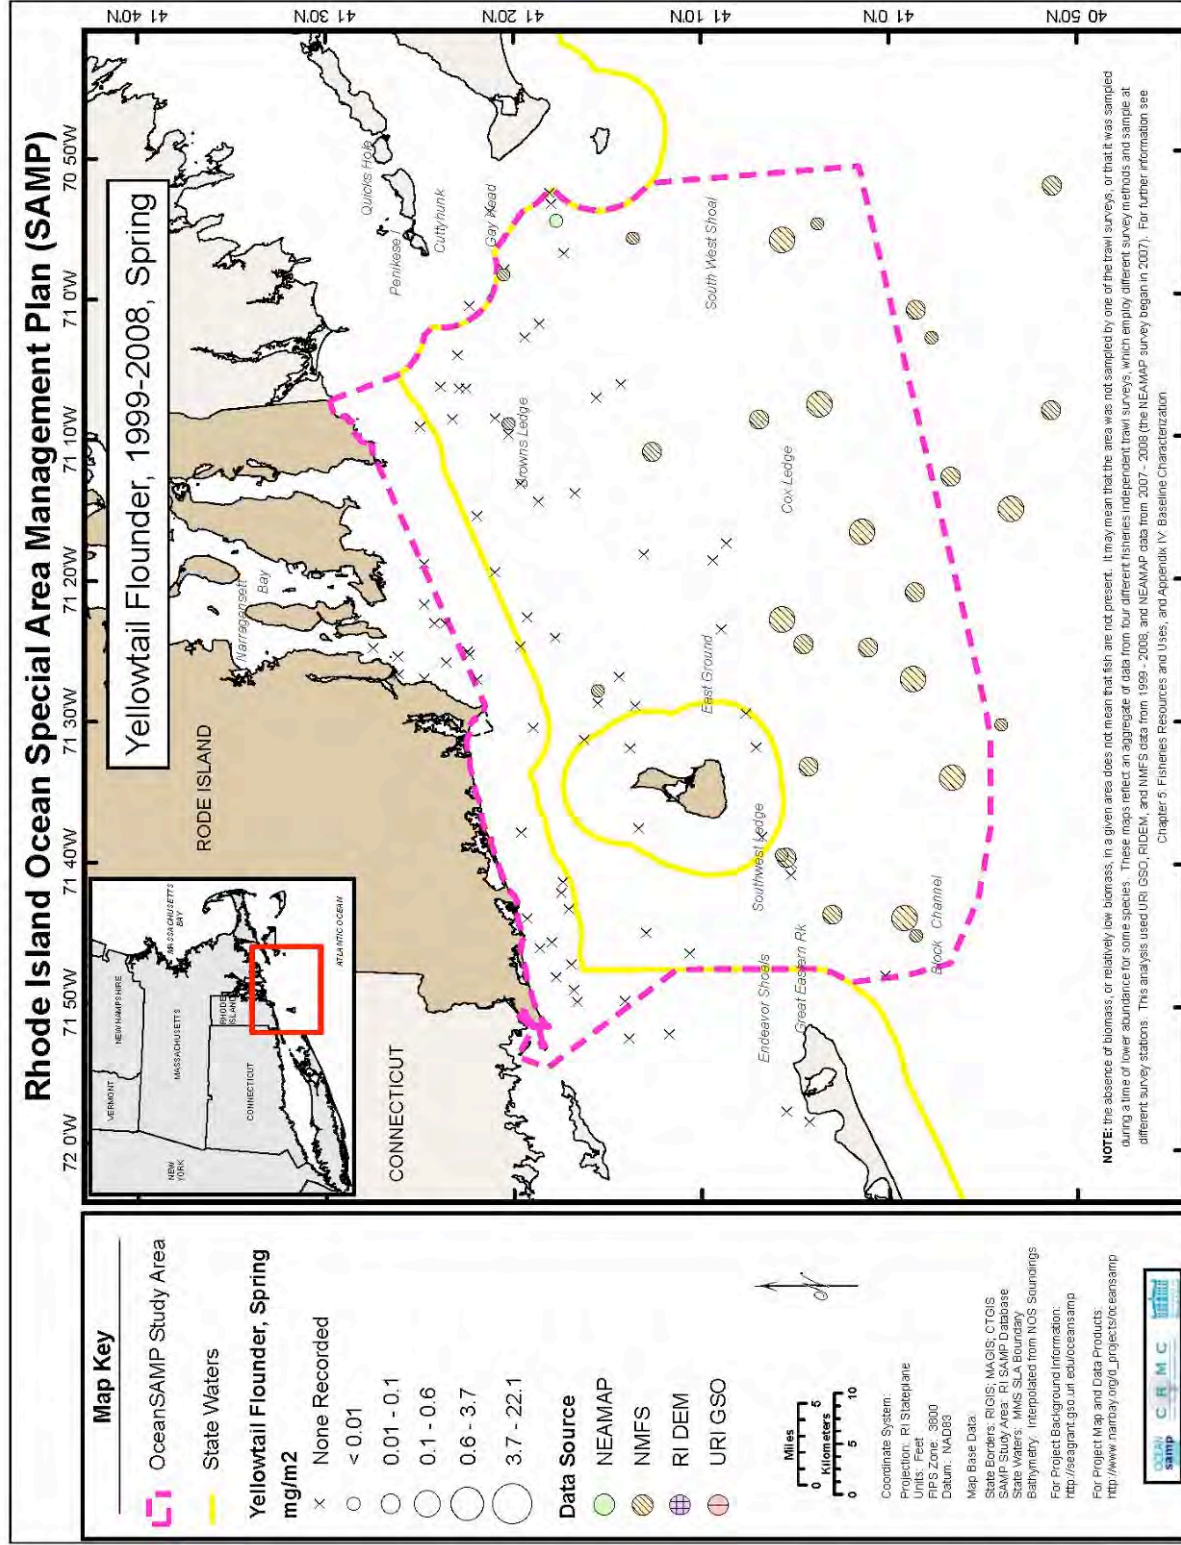 Rhode Island Ocean Special Area Management Plan (SAMP)
Yellowtail Flounder, 1999-2008, Spring
72 0'W
71 50'W
71 40'W
71 30'W
71 20'W
71 10'W
71 0'W
70 50'W
41 40'N
41 30'N
41 20'N
41 10'N
41 0'N
40 50'N
VERMONT
NEW HAMPSHIRE
MASSACHUSETTS
MASSACHUSETTS
BAY
NEW
YORK
CONNECTICUT
RHODE
ISLAND
ATLANTIC OCEAN
RODE ISLAND
CONNECTICUT
Narragansett
Bay
Quicks Hole
Penikese I
Cuttyhunk
Gay Head
Browns Ledge
South West Shoal
East Ground
Cox Ledge
Southwest Ledge
Endeavor Shoals
Great Eastern Rk
Block Channel
Map Key
OceanSAMP Study Area
State Waters
Yellowtail Flounder, Spring
mg/m2
None Recorded
< 0.01
0.01 - 0.1
0.1 - 0.6
0.6 - 3.7
3.7 - 22.1
Data Source
NEAMAP
NMFS
RI DEM
URI GSO
Miles
5
Kilometers
0 5 10
Coordinate System:
Projection: RI Stateplane
Units: Feet
FIPS Zone: 3800
Datum: NAD83
Map Base Data:
State Borders: RIGIS; MAGIS; CTGIS
SAMP Study Area: RI SAMP Database
State Waters: MMS SLA Boundary
Bathymetry: Interpolated from NOS Soundings
For Project Background Information:
http://seagrant.gso.uri.edu/oceansamp
For Project Map and Data Products:
http://www.narrbay.org/d_projects/oceansamp
OCEAN
samp
CRMC
NOTE: the absence of biomass, or relatively low biomass, in a given area does not mean that fish are not present. It may mean that the area was not sampled by one of the trawl surveys, or that it was sampled
during a time of lower abundance for some species. These maps reflect an aggregate of data from four different fisheries independent trawl surveys, which employ different survey methods and sample at
different survey stations. This analysis used URI GSO, RIDEM, and NMFS data from 1999 - 2008, and NEAMAP data from 2007 - 2008 (the NEAMAP survey began in 2007). For further information see
Chapter 5: Fisheries Resources and Uses, and Appendix IV: Baseline Characterization